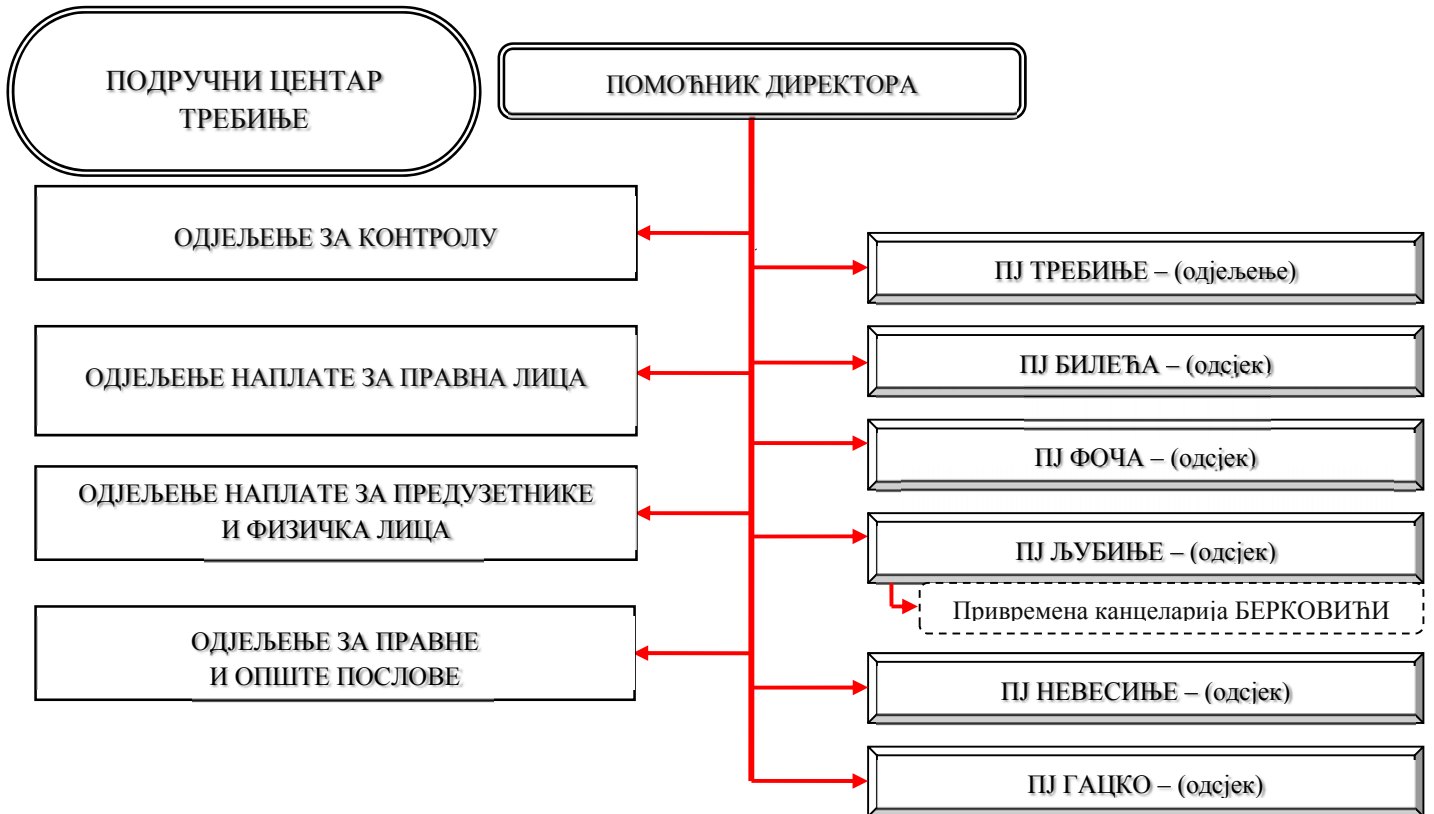 ПОДРУЧНИ ЦЕНТАР
ТРЕБИЊЕ
ПОМОЋНИК ДИРЕКТОРА
ОДЈЕЉЕЊЕ ЗА КОНТРОЛУ
ОДЈЕЉЕЊЕ НАПЛАТЕ ЗА ПРАВНА ЛИЦА
ОДЈЕЉЕЊЕ НАПЛАТЕ ЗА ПРЕДУЗЕТНИКЕ
И ФИЗИЧКА ЛИЦА
ОДЈЕЉЕЊЕ ЗА ПРАВНЕ
И ОПШТЕ ПОСЛОВЕ
ПЈ ТРЕБИЊЕ – (одјељење)
ПЈ БИЛЕЋА – (одсјек)
ПЈ ФОЧА – (одсјек)
ПЈ ЉУБИЊЕ – (одсјек)
Привремена канцеларија БЕРКОВИЋИ
ПЈ НЕВЕСИЊЕ – (одсјек)
ПЈ ГАЦКО – (одсјек)